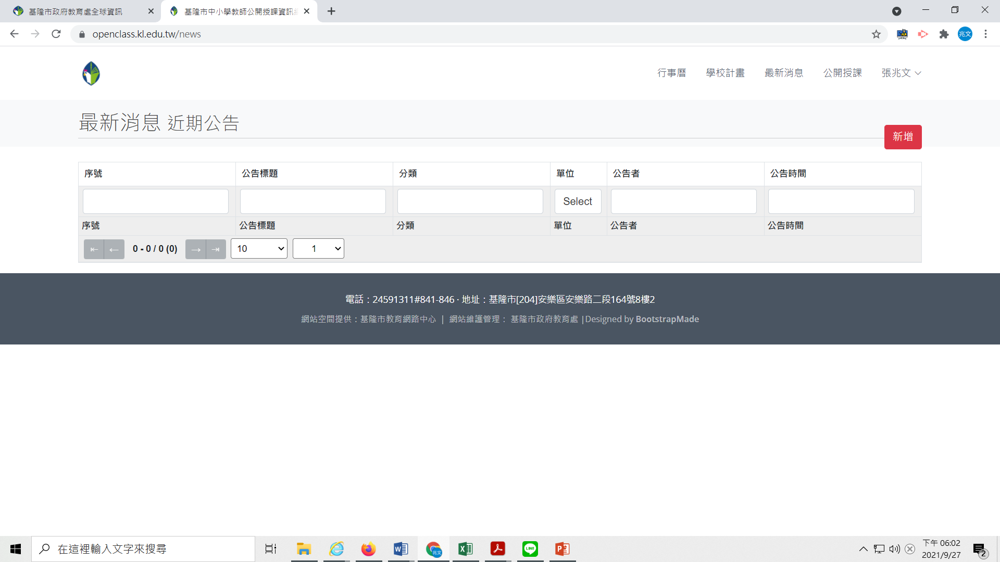 基隆市政府教育處全球資訊
基隆市中小學教師公開授課資訊
openclass.kl.edu.tw/news
兆文
行事曆 學校計畫 最新消息 公開授課 張兆文
最新消息 近期公告
新增
序號 公告標題 分類 單位 公告者 公告時間
Select
序號 公告標題 分類 單位 公告者 公告時間
0 - 0 / 0 (0) 10 1
電話：24591311#841-846 · 地址：基隆市[204]安樂區安樂路二段164號8樓2
網站空間提供：基隆市教育網路中心 | 網站維護管理： 基隆市政府教育處 |Designed by BootstrapMade
在這裡輸入文字來搜尋
兆文
LINE
下午 06:02
2021/9/27
2